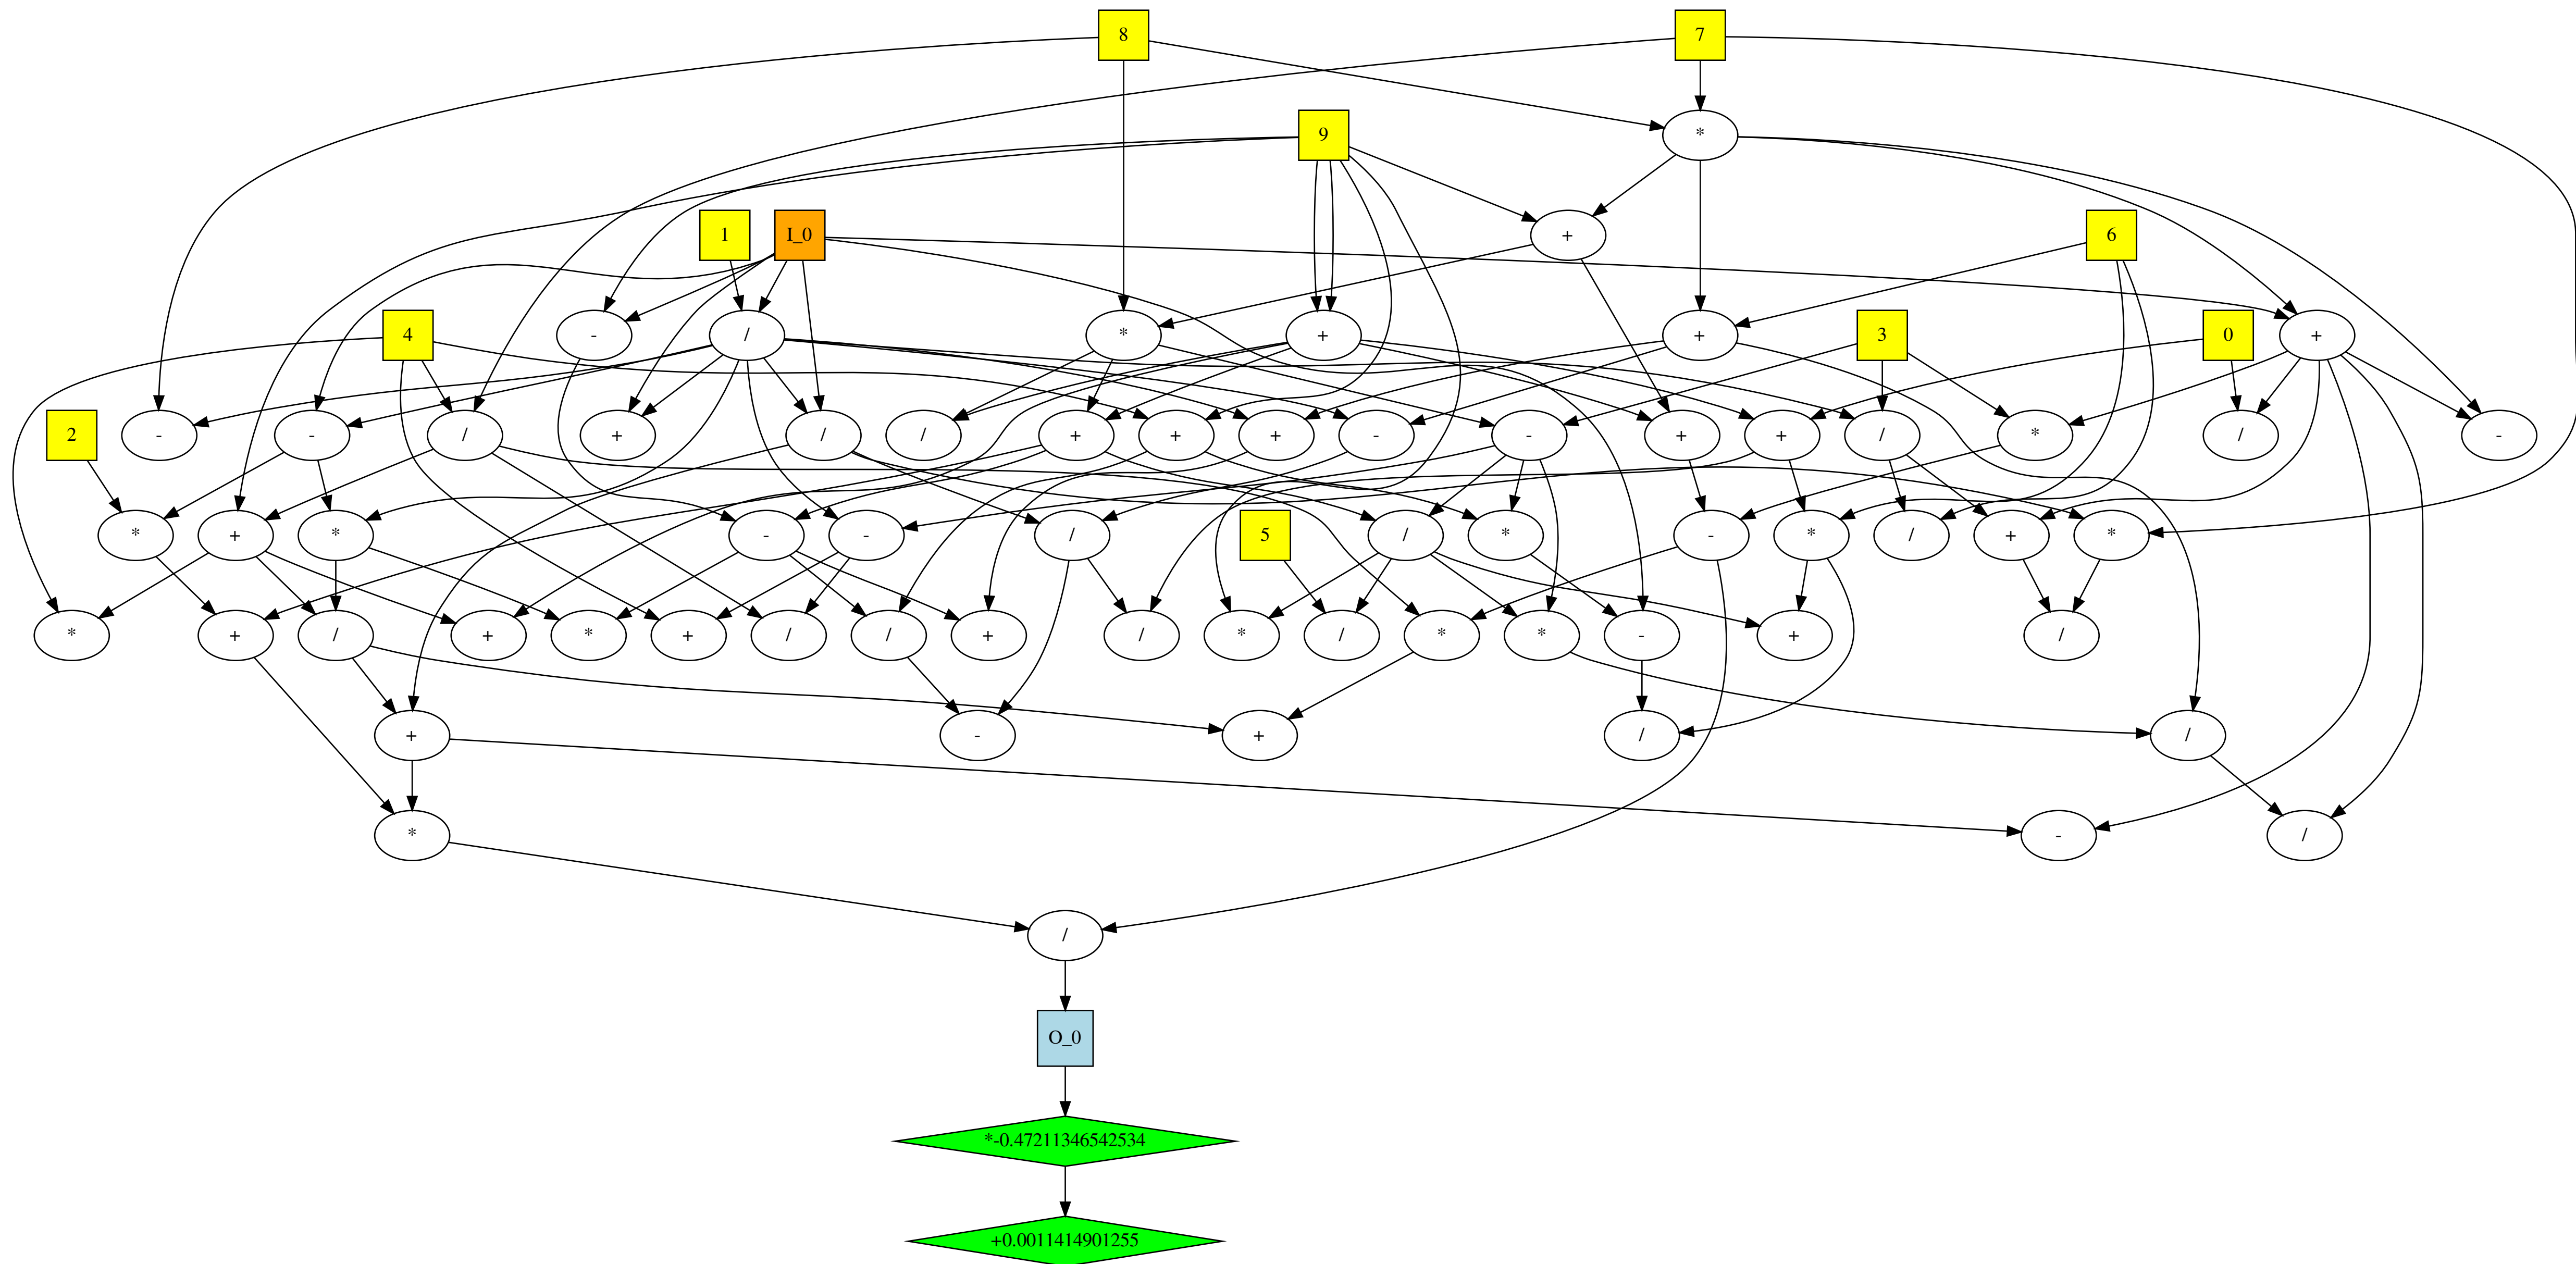 8 7
9 *
1 I_0 + 6
4 - / * + + 3 0 +
2 - - / + / / + + + - - + + / * / -
* + * - - / 5 / * - * / + *
* + / + * + / / + / * / * * - + /
+ - + / /
* - /
/
O_0
*-0.47211346542534
+0.0011414901255